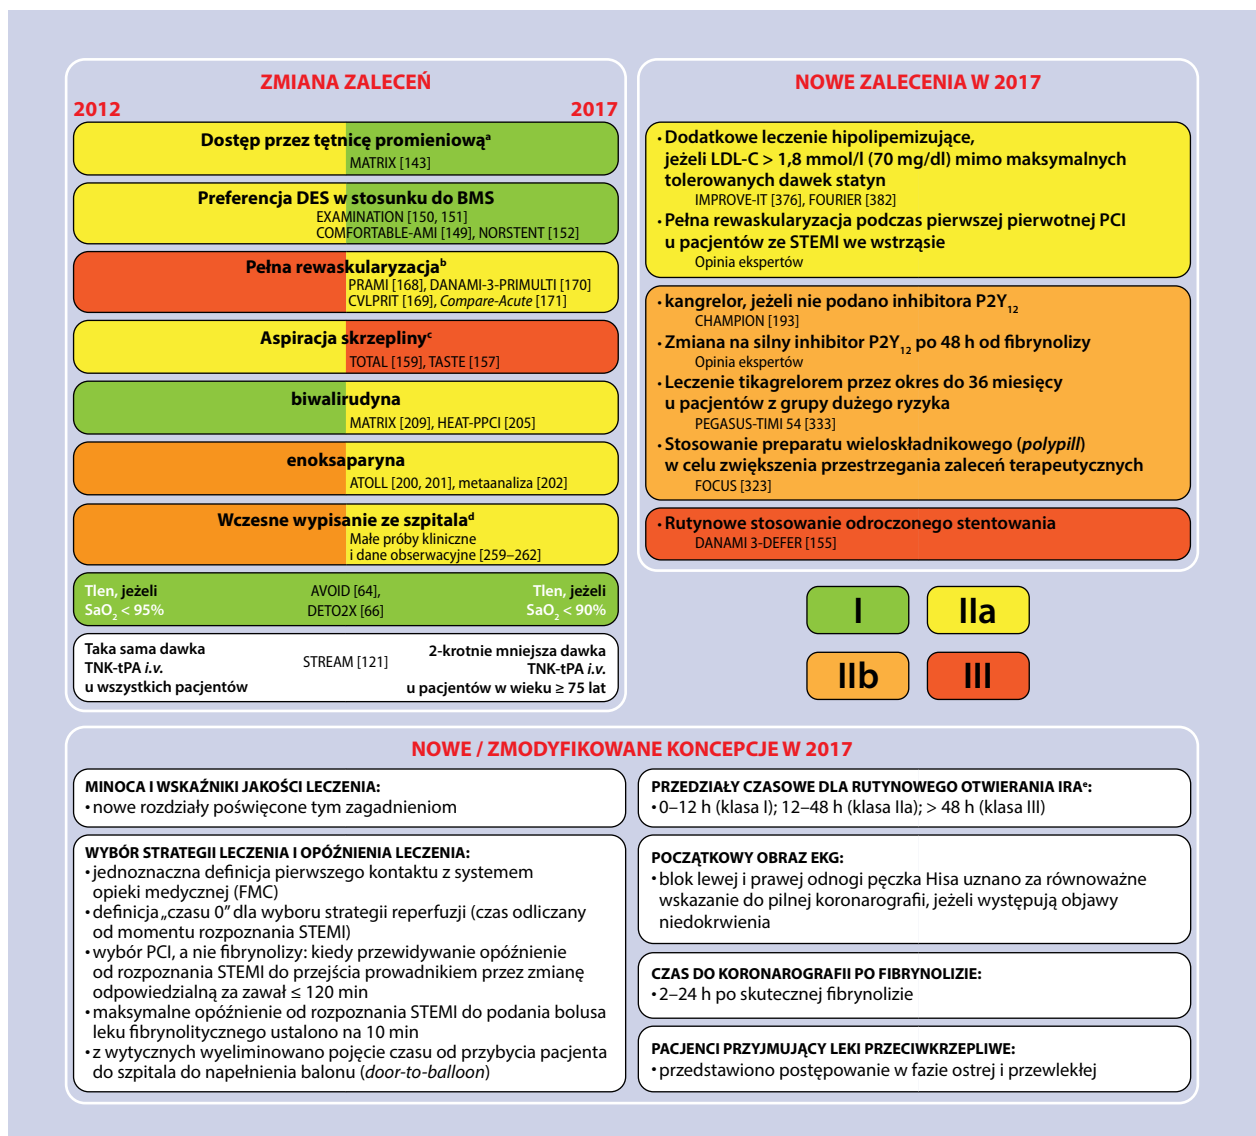 ZMIANA ZALECEŃ
2012
2017
Dostęp przez tętnicę promieniowąᵃ
MATRIX [143]
Preferencja DES w stosunku do BMS
EXAMINATION [150, 151]
COMFORTABLE-AMI [149], NORSTENT [152]
Pełna rewaskularyzacjaᵇ
PRAMI [168], DANAMI-3-PRIMULTI [170]
CVLPRIT [169], Compare-Acute [171]
Aspiracja skrzeplinyᶜ
TOTAL [159], TASTE [157]
biwalirudyna
MATRIX [209], HEAT-PPCI [205]
enoksaparyna
ATOLL [200, 201], metaanaliza [202]
Wczesne wypisanie ze szpitalaᵈ
Małe próby kliniczne
i dane obserwacyjne [259–262]
Tlen, jeżeli
SaO₂ < 95%
AVOID [64],
DETO2X [66]
Tlen, jeżeli
SaO₂ < 90%
Taka sama dawka
TNK-tPA i.v.
u wszystkich pacjentów
STREAM [121]
2-krotnie mniejsza dawka
TNK-tPA i.v.
u pacjentów w wieku ≥ 75 lat
NOWE ZALECENIA W 2017
• Dodatkowe leczenie hipolipemizujące,
jeżeli LDL-C > 1,8 mmol/l (70 mg/dl) mimo maksymalnych
tolerowanych dawek statyn
IMPROVE-IT [376], FOURIER [382]
• Pełna rewaskularyzacja podczas pierwszej pierwotnej PCI
u pacjentów ze STEMI we wstrząsie
Opinia ekspertów
• kangrelor, jeżeli nie podano inhibitora P2Y₁₂
CHAMPION [193]
• Zmiana na silny inhibitor P2Y₁₂ po 48 h od fibrynolizy
Opinia ekspertów
• Leczenie tikagrelorem przez okres do 36 miesięcy
u pacjentów z grupy dużego ryzyka
PEGASUS-TIMI 54 [333]
• Stosowanie preparatu wieloskładnikowego (polypill)
w celu zwiększenia przestrzegania zaleceń terapeutycznych
FOCUS [323]
• Rutynowe stosowanie odroczonego stentowania
DANAMI 3-DEFER [155]
I
IIa
IIb
III
NOWE / ZMODYFIKOWANE KONCEPCJE W 2017
MINOCA I WSKAŹNIKI JAKOŚCI LECZENIA:
• nowe rozdziały poświęcone tym zagadnieniom
WYBÓR STRATEGII LECZENIA I OPÓŹNIENIA LECZENIA:
• jednoznaczna definicja pierwszego kontaktu z systemem
opieki medycznej (FMC)
• definicja „czasu 0” dla wyboru strategii reperfuzji (czas odliczany
od momentu rozpoznania STEMI)
• wybór PCI, a nie fibrynolizy: kiedy przewidywanie opóźnienie
od rozpoznania STEMI do przejścia prowadnikiem przez zmianę
odpowiedzialną za zawał ≤ 120 min
• maksymalne opóźnienie od rozpoznania STEMI do podania bolusa
leku fibrynolitycznego ustalono na 10 min
• z wytycznych wyeliminowano pojęcie czasu od przybycia pacjenta
do szpitala do napełnienia balonu (door-to-balloon)
PRZEDZIAŁY CZASOWE DLA RUTYNOWEGO OTWIERANIA IRAᵉ:
• 0–12 h (klasa I); 12–48 h (klasa IIa); > 48 h (klasa III)
POCZĄTKOWY OBRAZ EKG:
• blok lewej i prawej odnogi pęczka Hisa uznano za równoważne
wskazanie do pilnej koronarografii, jeżeli występują objawy
niedokrwienia
CZAS DO KORONAROGRAFII PO FIBRYNOLIZIE:
• 2–24 h po skutecznej fibrynolizie
PACJENCI PRZYJMUJĄCY LEKI PRZECIWKRZEPLIWE:
• przedstawiono postępowanie w fazie ostrej i przewlekłej